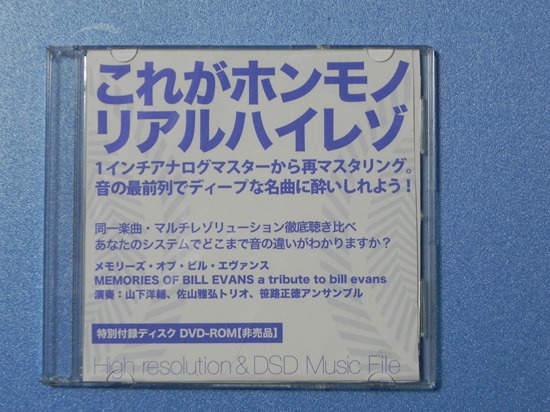 これがホンモノ
リアルハイレゾ
1インチアナログマスターから再マスタリング。
音の最前列でディープな名曲に酔いしれよう！
同一楽曲・マルチレゾリューション徹底聴き比べ
あなたのシステムでどこまで音の違いがわかりますか？
メモリーズ・オブ・ビル・エヴァンス
MEMORIES OF BILL EVANS a tribute to bill evans
演奏：山下洋輔、佐山雅弘トリオ、笹路正徳アンサンブル
特別付録ディスク DVD-ROM【非売品】
High resolution & DSD Music File